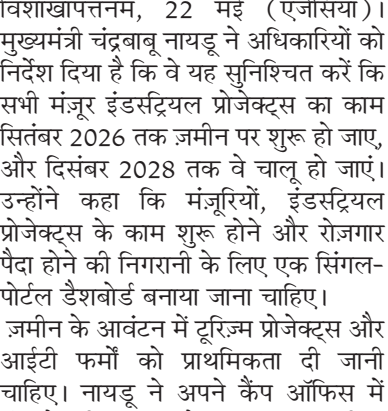 विशाखापत्तनम, 22 मई (एजेंसियां)।
मुख्यमंत्री चंद्रबाबू नायडू ने अधिकारियों को
निर्देश दिया है कि वे यह सुनिश्चित करें कि
सभी मंज़ूर इंडस्ट्रियल प्रोजेक्ट्स का काम
सितंबर 2026 तक ज़मीन पर शुरू हो जाए,
और दिसंबर 2028 तक वे चालू हो जाएं।
उन्होंने कहा कि मंज़ूरियों, इंडस्ट्रियल
प्रोजेक्ट्स के काम शुरू होने और रोज़गार
पैदा होने की निगरानी के लिए एक सिंगल-
पोर्टल डैशबोर्ड बनाया जाना चाहिए।
ज़मीन के आवंटन में टूरिज़्म प्रोजेक्ट्स और
आईटी फर्मों को प्राथमिकता दी जानी
चाहिए। नायडू ने अपने कैंप ऑफिस में